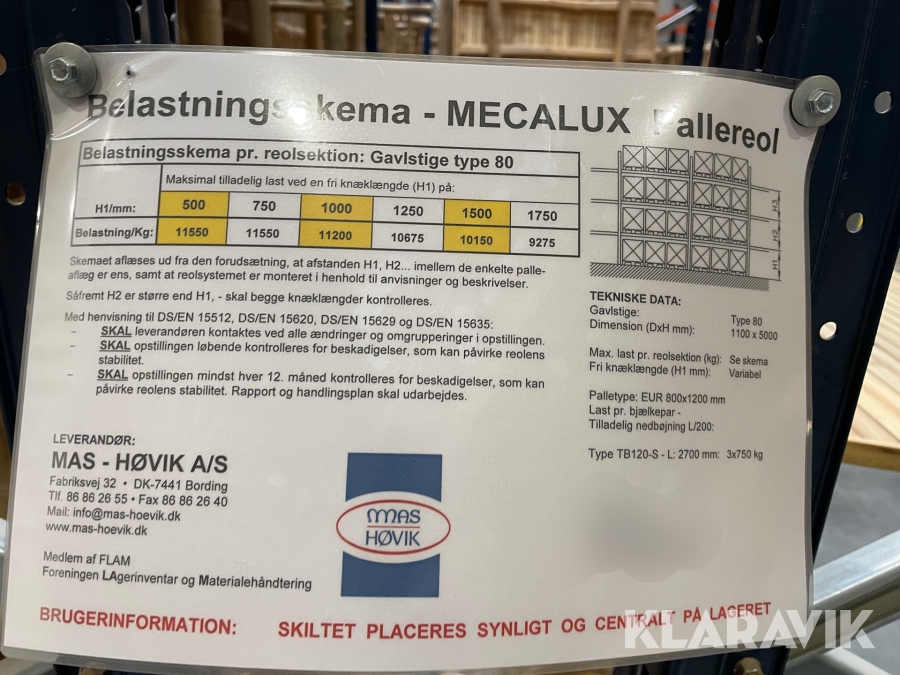 Belastningsskema - MECALUX Pallereol
Belastningsskema pr. reolsektion: Gavlstige type 80
Maksimal tilladelig last ved en fri knæklængde (H1) på:
H1/mm: 500 750 1000 1250 1500 1750
Belastning/Kg: 11550 11550 11200 10675 10150 9275
Skemaet aflæses ud fra den forudsætning, at afstanden H1, H2... imellem de enkelte palle-
aflæg er ens, samt at reolsystemet er monteret i henhold til anvisninger og beskrivelser.
Såfremt H2 er større end H1, - skal begge knæklængder kontrolleres.
Med henvisning til DS/EN 15512, DS/EN 15620, DS/EN 15629 og DS/EN 15635:
- SKAL leverandøren kontaktes ved alle ændringer og omgrupperinger i opstillingen.
- SKAL opstillingen løbende kontrolleres for beskadigelser, som kan påvirke reolens
stabilitet.
- SKAL opstillingen mindst hver 12. måned kontrolleres for beskadigelser, som kan
påvirke reolens stabilitet. Rapport og handlingsplan skal udarbejdes.
H3
H2
H1
TEKNISKE DATA:
Gavlstige: Type 80
Dimension (DxH mm): 1100 x 5000
Max. last pr. reolsektion (kg): Se skema
Fri knæklængde (H1 mm): Variabel
Palletype: EUR 800x1200 mm
Last pr. bjælkepar -
Tilladelig nedbøjning L/200:
Type TB120-S - L: 2700 mm: 3x750 kg
LEVERANDØR:
MAS - HØVIK A/S
Fabriksvej 32 • DK-7441 Bording
Tlf. 86 86 26 55 • Fax 86 86 26 40
Mail: info@mas-hoevik.dk
www.mas-hoevik.dk
Medlem af FLAM
Foreningen LAgerinventar og Materialehåndtering
MAS
HØVIK
BRUGERINFORMATION: SKILTET PLACERES SYNLIGT OG CENTRALT PÅ LAGERET
KLARAVIK